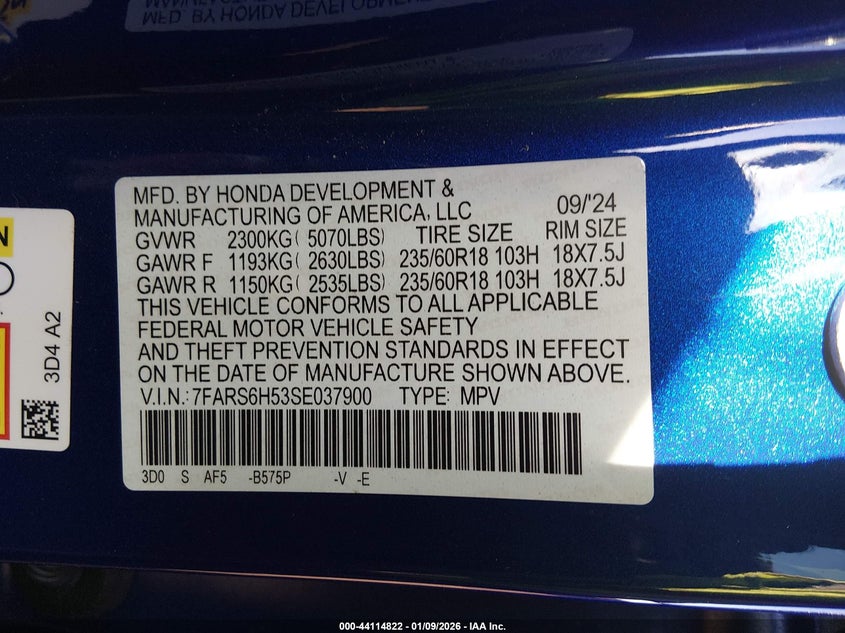 MFD. BY HONDA DEVELOPMENT &
MANUFACTURING OF AMERICA, LLC 09/'24
GVWR 2300KG( 5070LBS) TIRE SIZE RIM SIZE
GAWR F 1193KG( 2630LBS) 235/60R18 103H 18X7.5J
GAWR R 1150KG( 2535LBS) 235/60R18 103H 18X7.5J
THIS VEHICLE CONFORMS TO ALL APPLICABLE
FEDERAL MOTOR VEHICLE SAFETY
AND THEFT PREVENTION STANDARDS IN EFFECT
ON THE DATE OF MANUFACTURE SHOWN ABOVE.
V.I.N.: 7FARS6H53SE037900 TYPE: MPV
3D0 S AF5 -B575P -V -E
3D4 A2
000-44114822 - 01/09/2026 - IAA Inc.